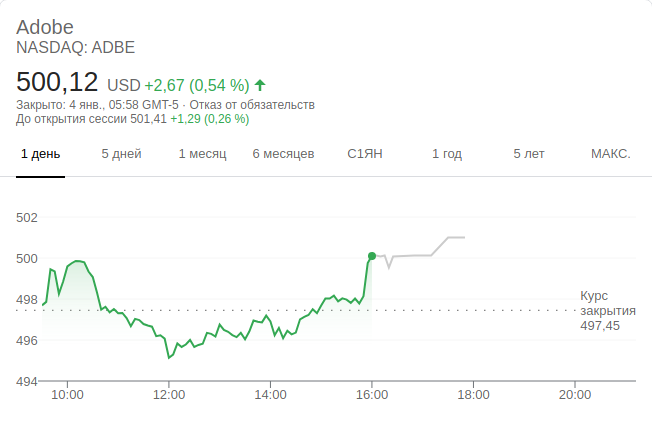 Adobe
NASDAQ: ADBE
500,12 USD +2,67 (0,54 %)
Закрыто: 4 янв., 05:58 GMT-5 · Отказ от обязательств
До открытия сессии 501,41 +1,29 (0,26 %)
1 день 5 дней 1 месяц 6 месяцев С1ЯН 1 год 5 лет МАКС.
502
500
498
496
494
Курс
закрытия
497,45
10:00 12:00 14:00 16:00 18:00 20:00